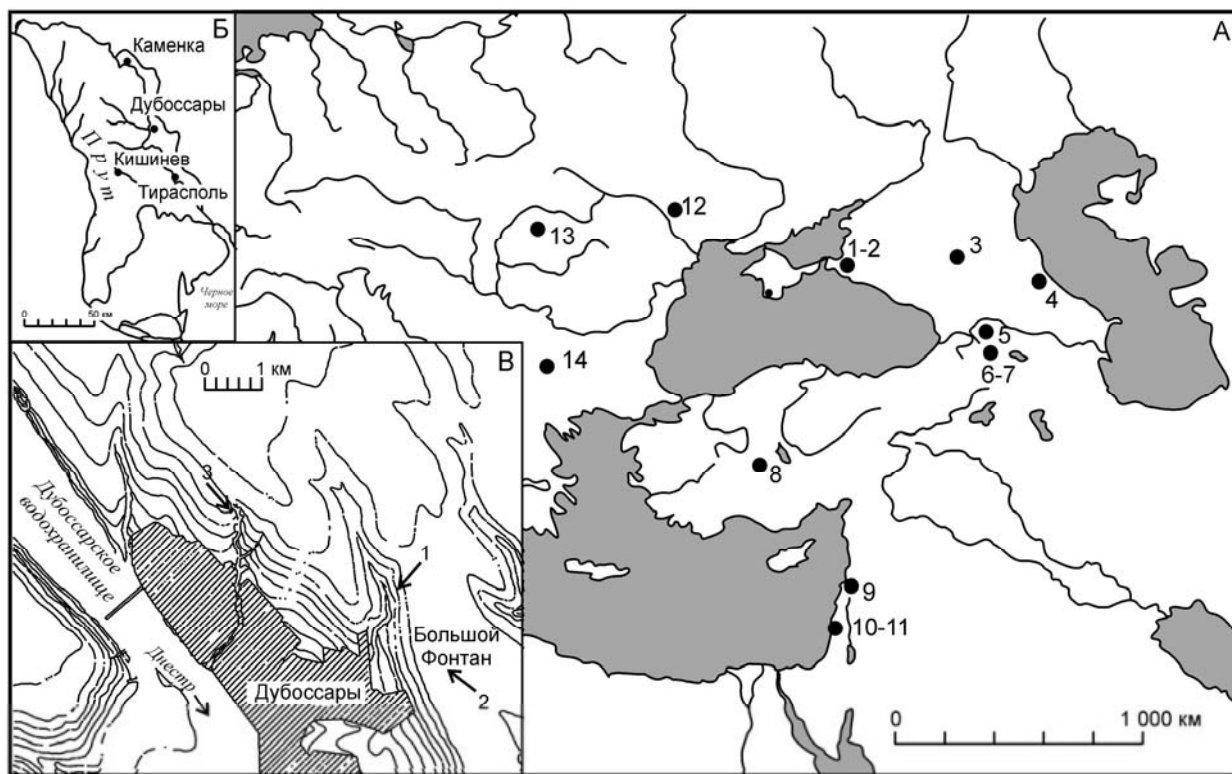 Б
Каменка
Дубоссары
Прут
Кишинев
Тирасполь
Черное
море
0
50 км
А
12
13
1-2
3
4
5
6-7
14
8
9
10-11
0
1 000 км
В
0
1 км
3
Дубоссарское
водохранилище
1
Большой
Фонтан
Днестр
2
Дубоссары